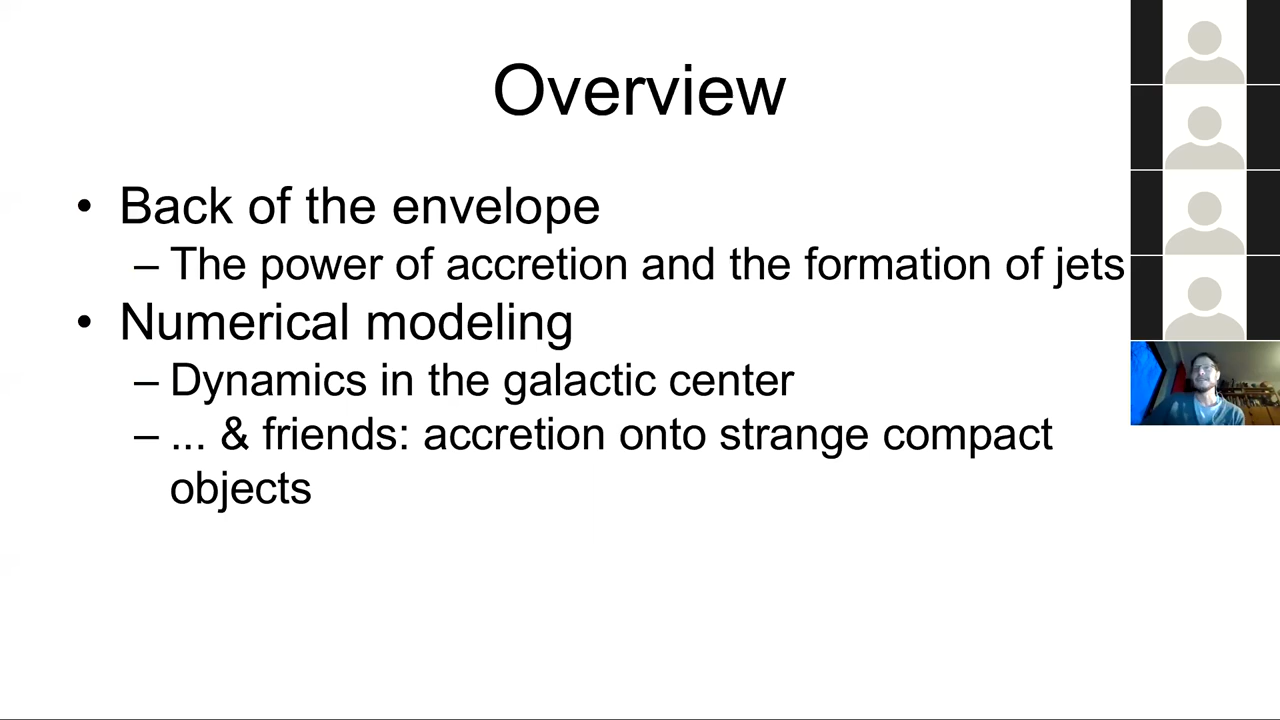 Overview
• Back of the envelope
– The power of accretion and the formation of jets
• Numerical modeling
– Dynamics in the galactic center
– ... & friends: accretion onto strange compact
objects